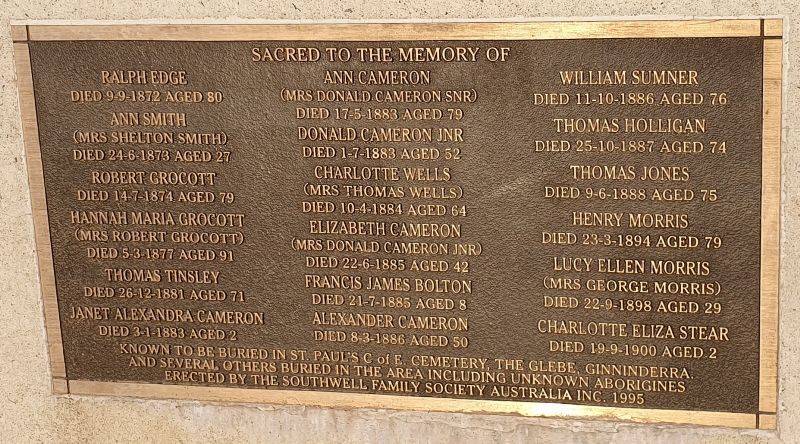 SACRED TO THE MEMORY OF
RALPH EDGE
DIED 9-9-1872 AGED 80
ANN SMITH
(MRS SHELTON SMITH)
DIED 24-6-1873 AGED 27
ROBERT GROCOTT
DIED 14-7-1874 AGED 79
HANNAH MARIA GROCOTT
(MRS ROBERT GROCOTT)
DIED 5-3-1877 AGED 91
THOMAS TINSLEY
DIED 26-12-1881 AGED 71
JANET ALEXANDRA CAMERON
DIED 3-1-1883 AGED 2
ANN CAMERON
(MRS DONALD CAMERON SNR)
DIED 17-5-1883 AGED 79
DONALD CAMERON JNR
DIED 1-7-1883 AGED 52
CHARLOTTE WELLS
(MRS THOMAS WELLS)
DIED 10-4-1884 AGED 64
ELIZABETH CAMERON
(MRS DONALD CAMERON JNR)
DIED 22-6-1885 AGED 42
FRANCIS JAMES BOLTON
DIED 21-7-1885 AGED 8
ALEXANDER CAMERON
DIED 8-3-1886 AGED 50
WILLIAM SUMNER
DIED 11-10-1886 AGED 76
THOMAS HOLLIGAN
DIED 25-10-1887 AGED 74
THOMAS JONES
DIED 9-6-1888 AGED 75
HENRY MORRIS
DIED 23-3-1894 AGED 79
LUCY ELLEN MORRIS
(MRS GEORGE MORRIS)
DIED 22-9-1898 AGED 29
CHARLOTTE ELIZA STEAR
DIED 19-9-1900 AGED 2
KNOWN TO BE BURIED IN ST. PAUL'S C of E. CEMETERY, THE GLEBE, GINNINDERRA.
AND SEVERAL OTHERS BURIED IN THE AREA INCLUDING UNKNOWN ABORIGINES
ERECTED BY THE SOUTHWELL FAMILY SOCIETY AUSTRALIA INC. 1995